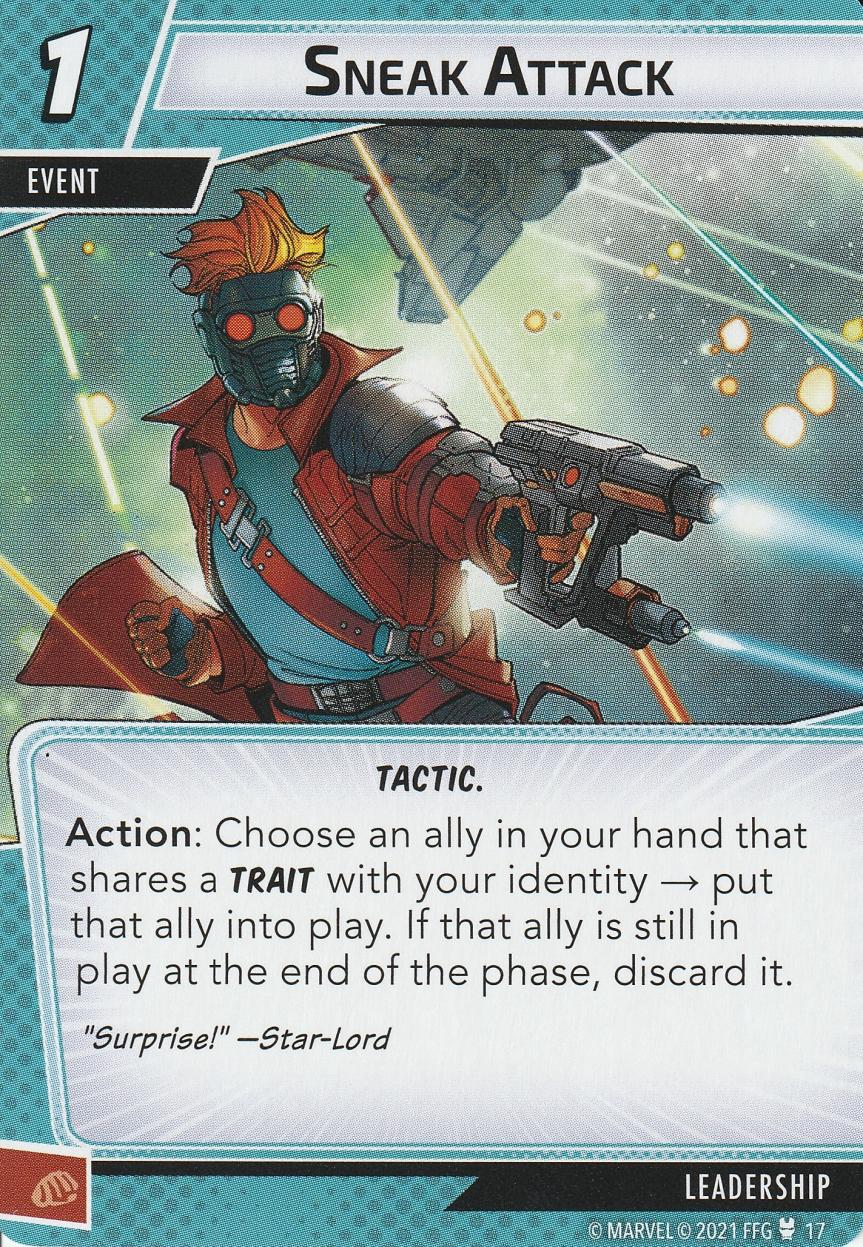 1
SNEAK ATTACK
EVENT
TACTIC.
Action: Choose an ally in your hand that
shares a TRAIT with your identity → put
that ally into play. If that ally is still in
play at the end of the phase, discard it.
"Surprise!" —Star-Lord
LEADERSHIP
© MARVEL © 2021 FFG 17